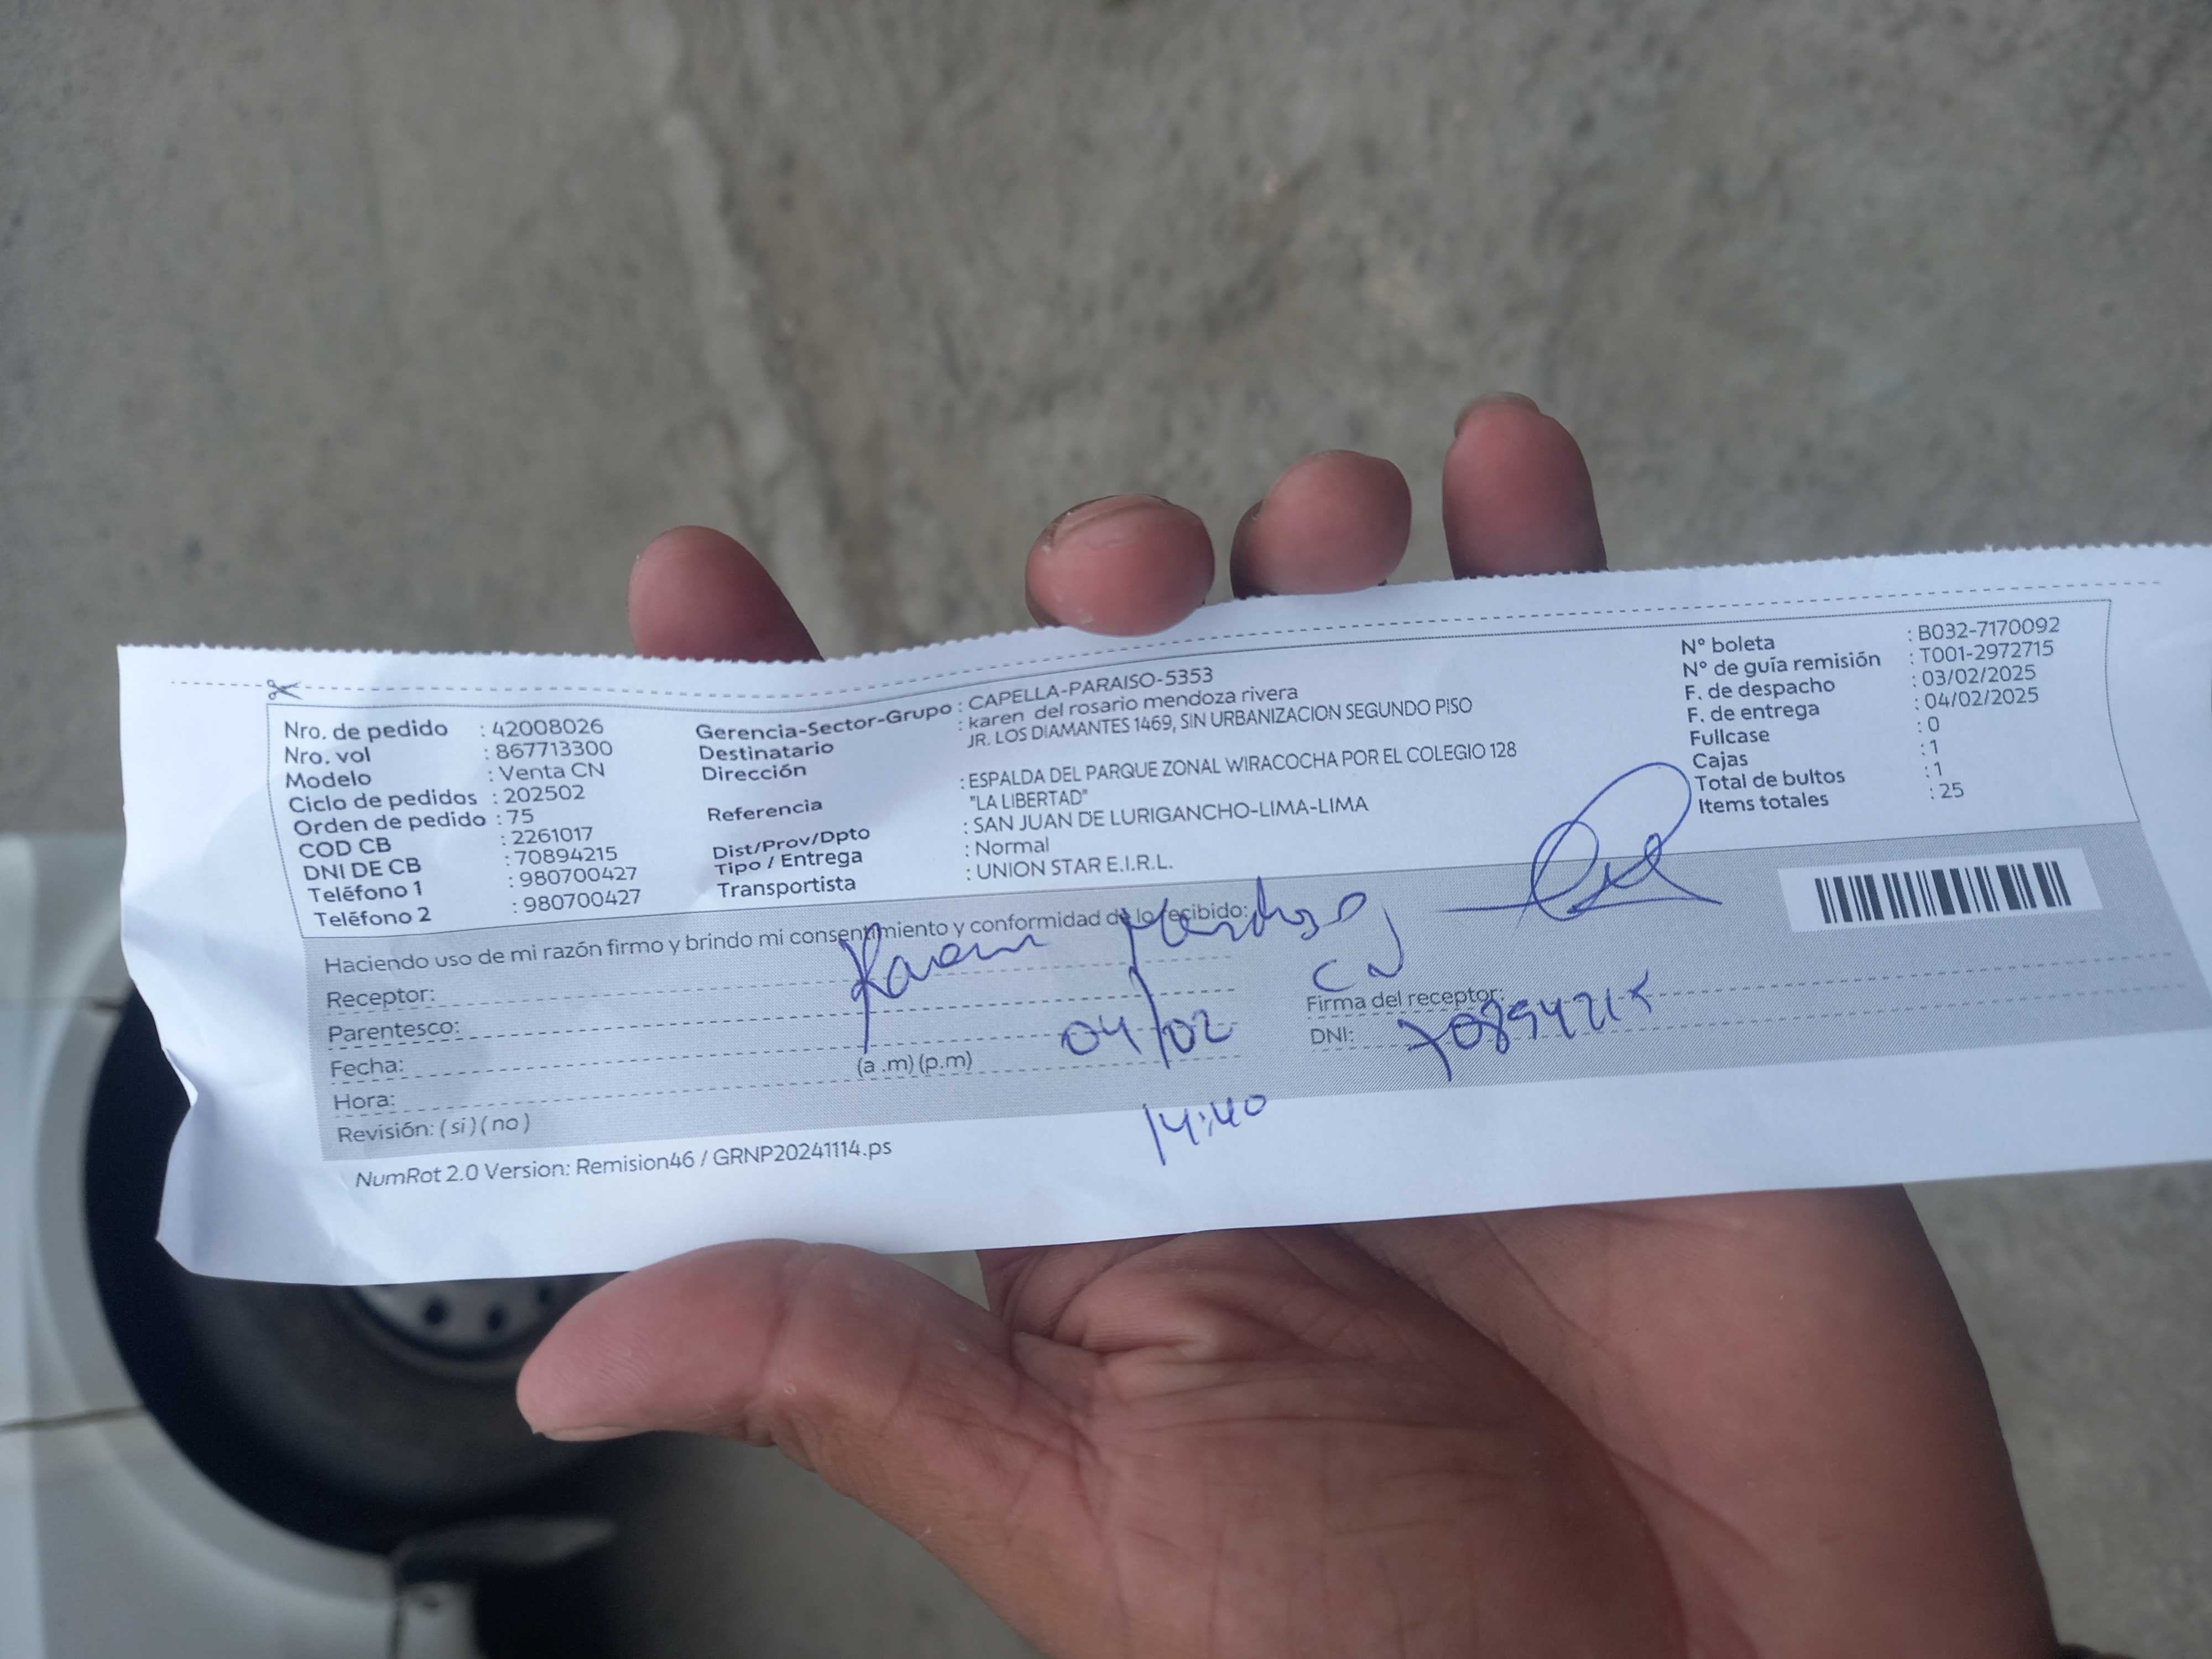 Nro. de pedido : 42008026
Nro. vol : 867713300
Modelo : Venta CN
Ciclo de pedidos : 202502
Orden de pedido : 75
COD CB : 2261017
DNI DE CB : 70894215
Teléfono 1 : 980700427
Teléfono 2 : 980700427
Gerencia-Sector-Grupo : CAPELLA-PARAISO-5353
Destinatario : karen del rosario mendoza rivera
Dirección JR. LOS DIAMANTES 1469, SIN URBANIZACION SEGUNDO PISO
Referencia : ESPALDA DEL PARQUE ZONAL WIRACOCHA POR EL COLEGIO 128
"LA LIBERTAD"
Dist/Prov/Dpto : SAN JUAN DE LURIGANCHO-LIMA-LIMA
Tipo / Entrega : Normal
Transportista : UNION STAR E.I.R.L.
N° boleta : B032-7170092
N° de guía remisión : T001-2972715
F. de despacho : 03/02/2025
F. de entrega : 04/02/2025
Fullcase : 0
Cajas : 1
Total de bultos : 1
Items totales : 25
Haciendo uso de mi razón firmo y brindo mi consentimiento y conformidad de lo recibido:
Receptor: Karen Mendoza
Parentesco: CN
Fecha: 04/02
Hora: (a .m) (p.m) 14:40
Revisión: ( si ) ( no )
Firma del receptor:
DNI: 70894215
NumRot 2.0 Version: Remision46 / GRNP20241114.ps